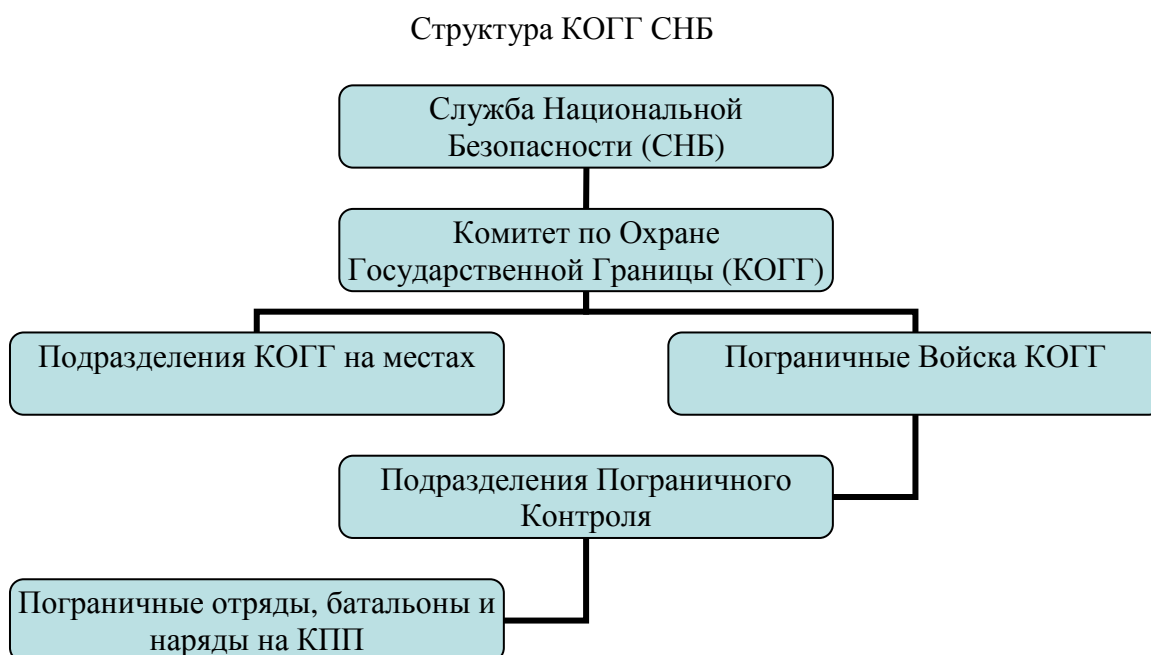 Структура КОГГ СНБ
Служба Национальной
Безопасности (СНБ)
Комитет по Охране
Государственной Границы (КОГГ)
Подразделения КОГГ на местах
Пограничные Войска КОГГ
Подразделения Пограничного
Контроля
Пограничные отряды, батальоны и
наряды на КПП